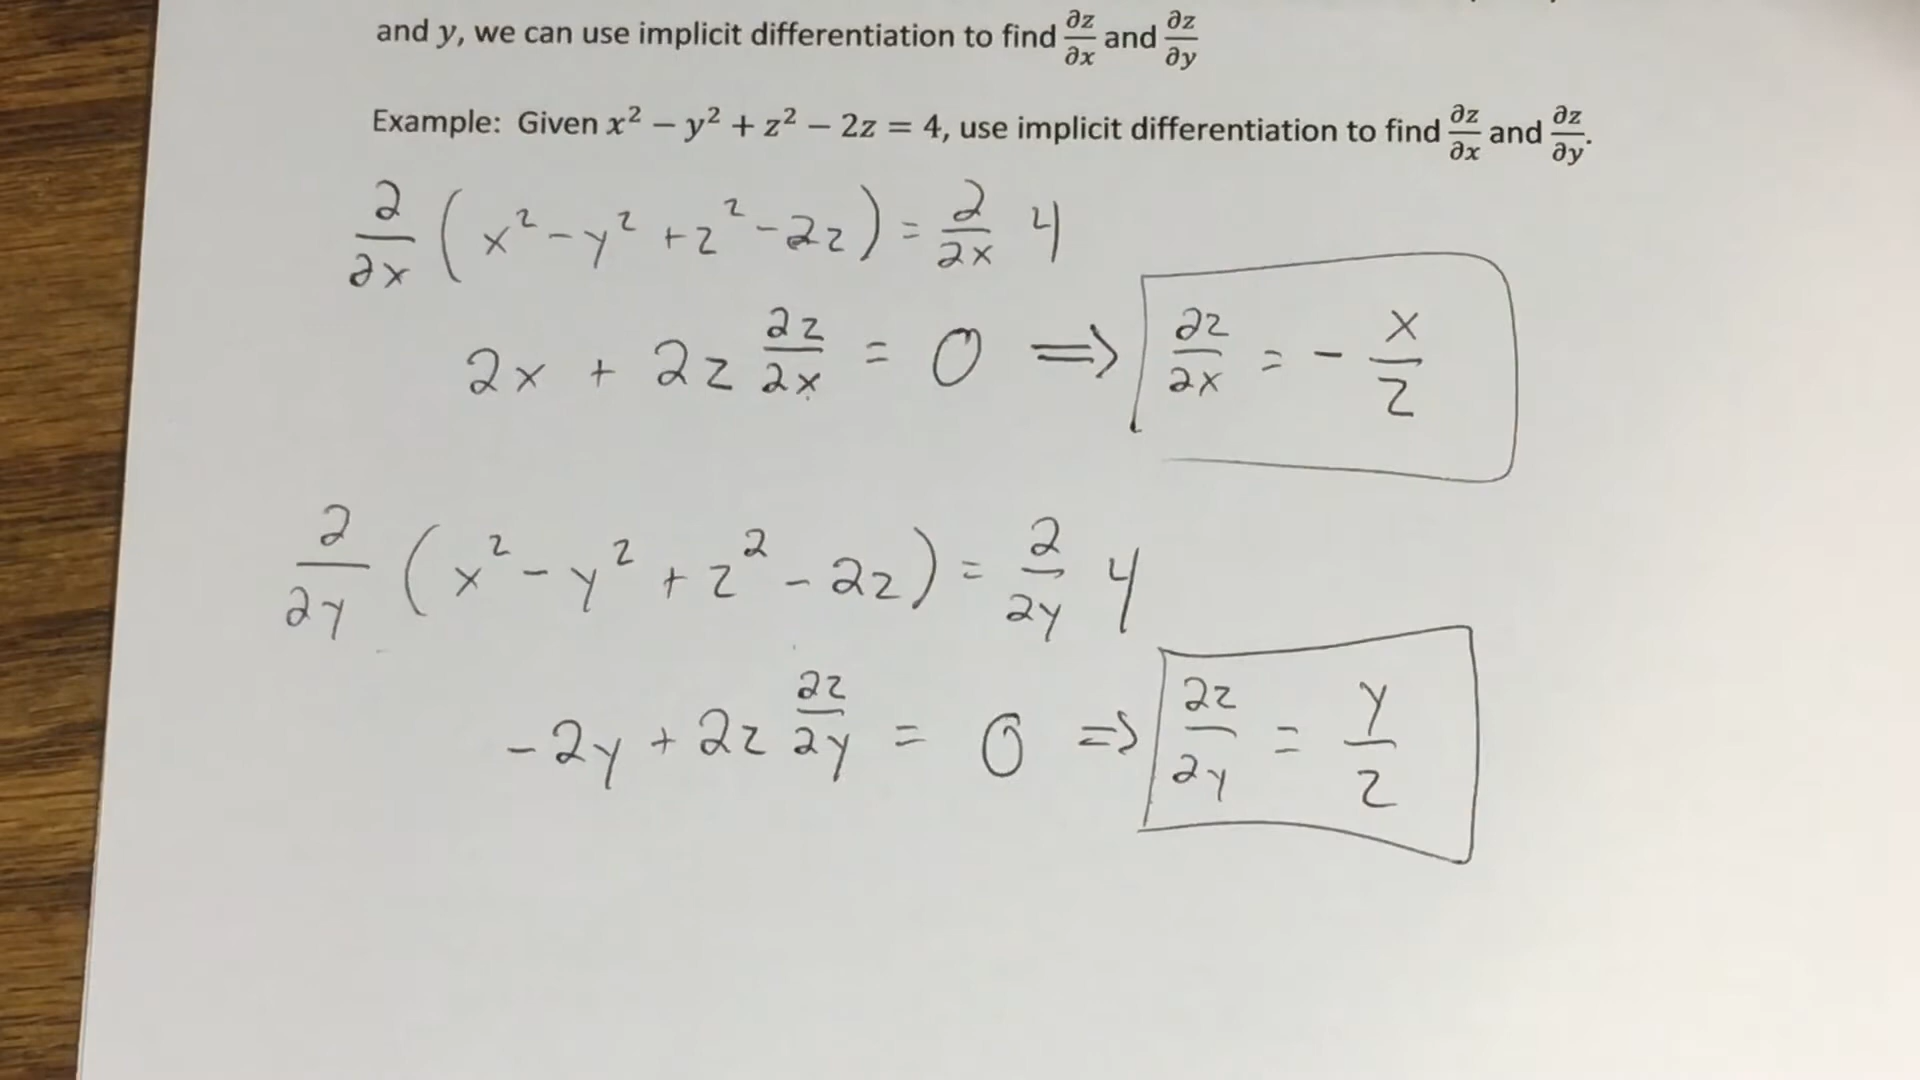 and y, we can use implicit differentiation to find ∂z/∂x and ∂z/∂y
Example: Given x² − y² + z² − 2z = 4, use implicit differentiation to find ∂z/∂x and ∂z/∂y.
∂/∂x (x² − y² + z² − 2z) = ∂/∂x 4
2x + 2z ∂z/∂x = 0 ⟹ ∂z/∂x = − x/z
∂/∂y (x² − y² + z² − 2z) = ∂/∂y 4
−2y + 2z ∂z/∂y = 0 ⟹ ∂z/∂y = y/z